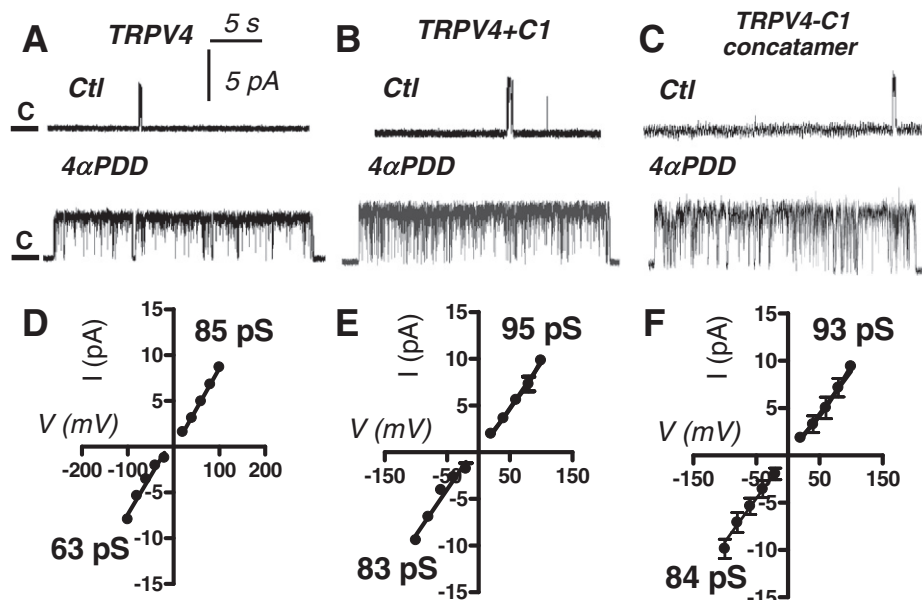 A
TRPV4
5 s
5 pA
Ctl
C
4αPDD
C
B
TRPV4+C1
Ctl
4αPDD
C
TRPV4-C1
concatamer
Ctl
4αPDD
D
I (pA)
V (mV)
85 pS
63 pS
15
10
5
-5
-10
-15
-200 -100 100 200
E
I (pA)
V (mV)
95 pS
83 pS
15
10
5
-5
-10
-15
-150 -50 50 150
F
I (pA)
V (mV)
93 pS
84 pS
15
10
5
-5
-10
-15
-150 -50 50 150